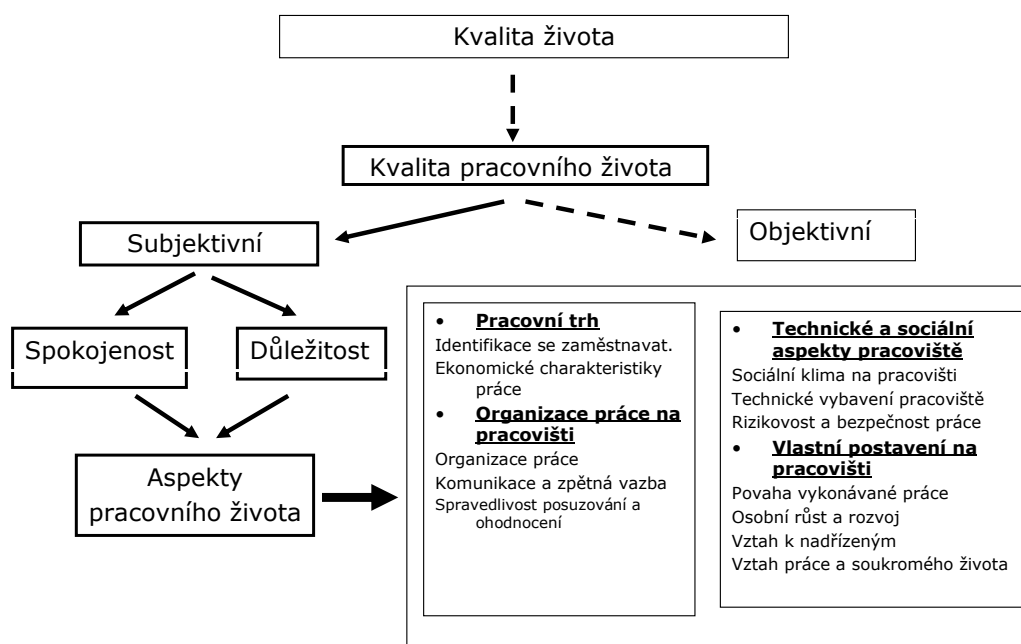 Kvalita života
Kvalita pracovního života
Subjektivní
Objektivní
Spokojenost
Důležitost
Aspekty
pracovního života
• Pracovní trh
Identifikace se zaměstnavat.
Ekonomické charakteristiky
práce
• Organizace práce na
pracovišti
Organizace práce
Komunikace a zpětná vazba
Spravedlivost posuzování a
ohodnocení
• Technické a sociální
aspekty pracoviště
Sociální klima na pracovišti
Technické vybavení pracoviště
Rizikovost a bezpečnost práce
• Vlastní postavení na
pracovišti
Povaha vykonávané práce
Osobní růst a rozvoj
Vztah k nadřízeným
Vztah práce a soukromého života